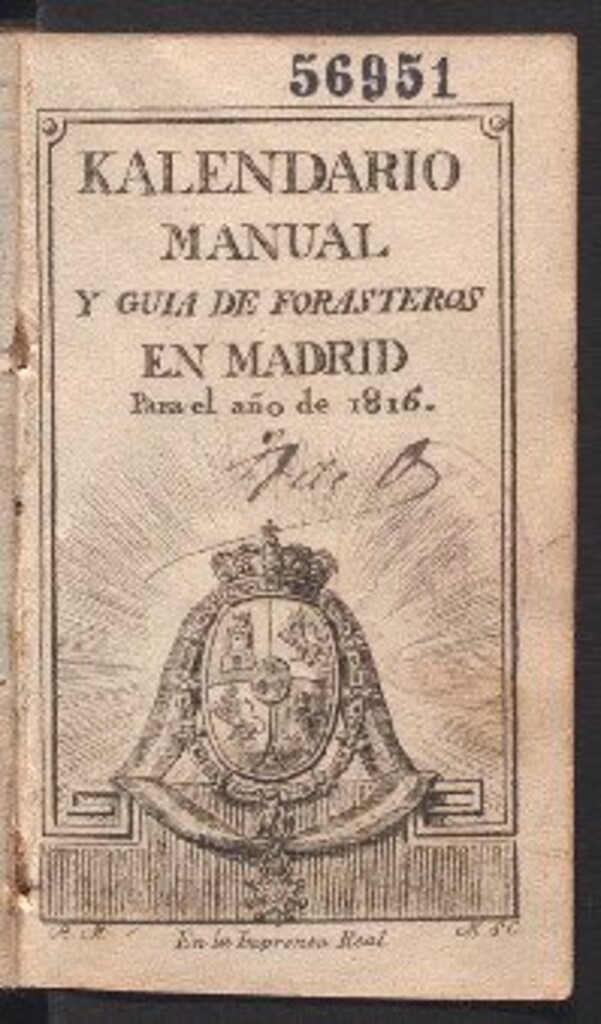 56951
KALENDARIO
MANUAL
Y GUIA DE FORASTEROS
EN MADRID
Para el año de 1816.
En la Imprenta Real